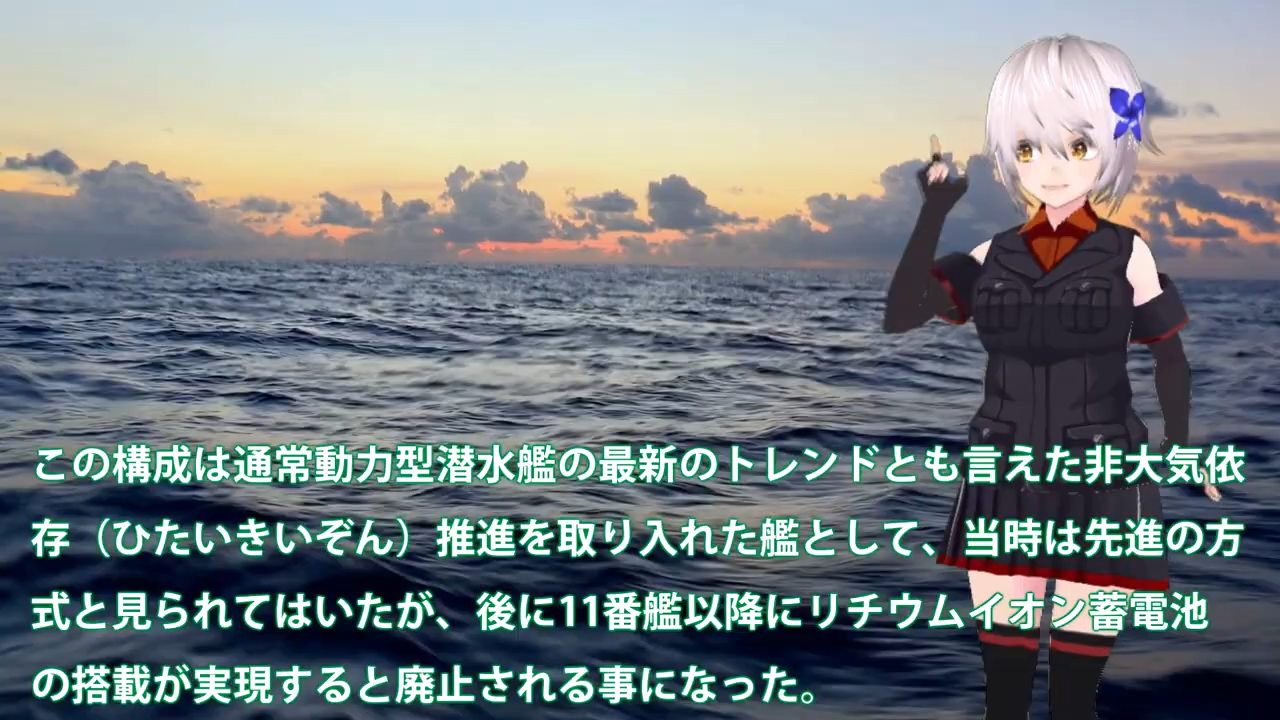 この構成は通常動力型潜水艦の最新のトレンドとも言えた非大気依
存（ひたいきいぞん）推進を取り入れた艦として、当時は先進の方
式と見られてはいたが、後に11番艦以降にリチウムイオン蓄電池
の搭載が実現すると廃止される事になった。